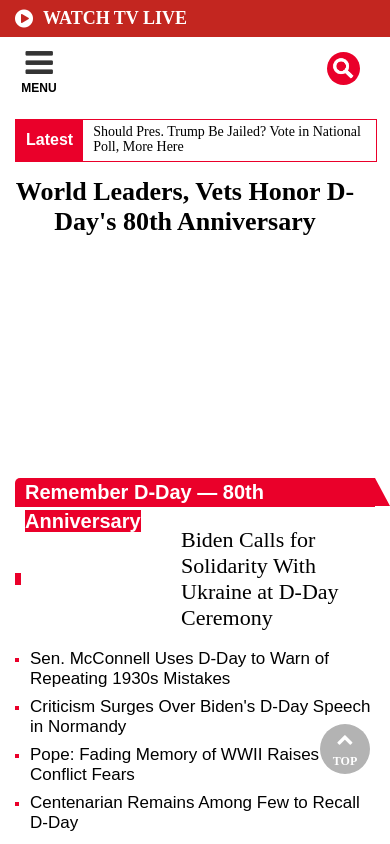 WATCH TV LIVE
MENU
Latest
Should Pres. Trump Be Jailed? Vote in National
Poll, More Here
World Leaders, Vets Honor D-
Day's 80th Anniversary
Remember D-Day — 80th
Anniversary
Biden Calls for
Solidarity With
Ukraine at D-Day
Ceremony
Sen. McConnell Uses D-Day to Warn of
Repeating 1930s Mistakes
Criticism Surges Over Biden's D-Day Speech
in Normandy
Pope: Fading Memory of WWII Raises
Conflict Fears
TOP
Centenarian Remains Among Few to Recall
D-Day